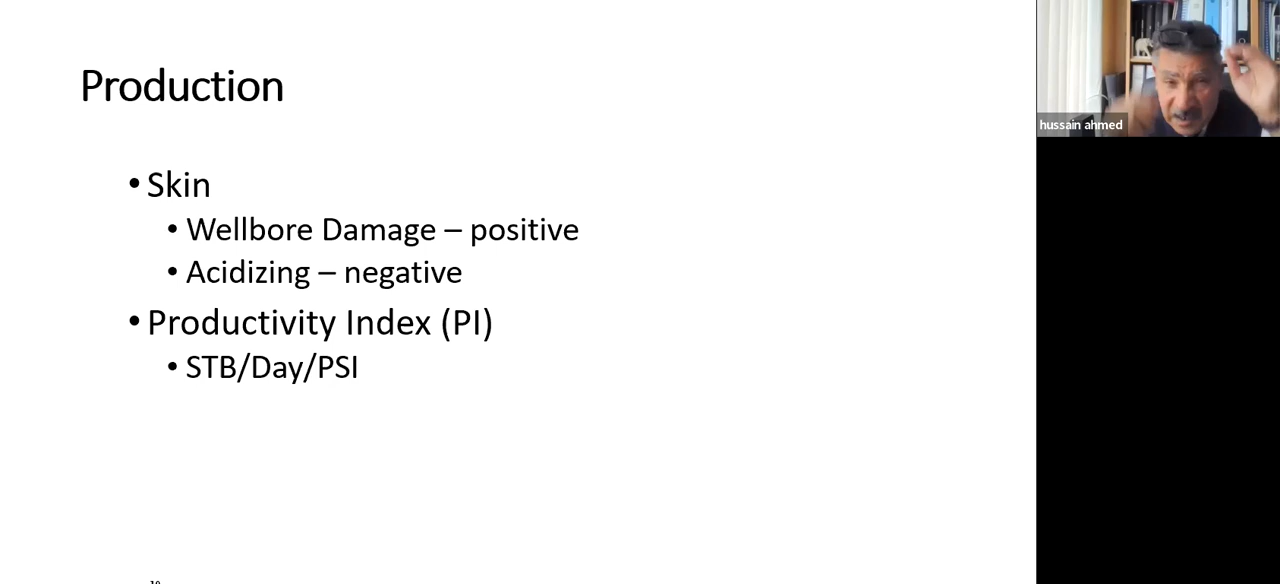 Production
• Skin
• Wellbore Damage – positive
• Acidizing – negative
• Productivity Index (PI)
• STB/Day/PSI
hussain ahmed